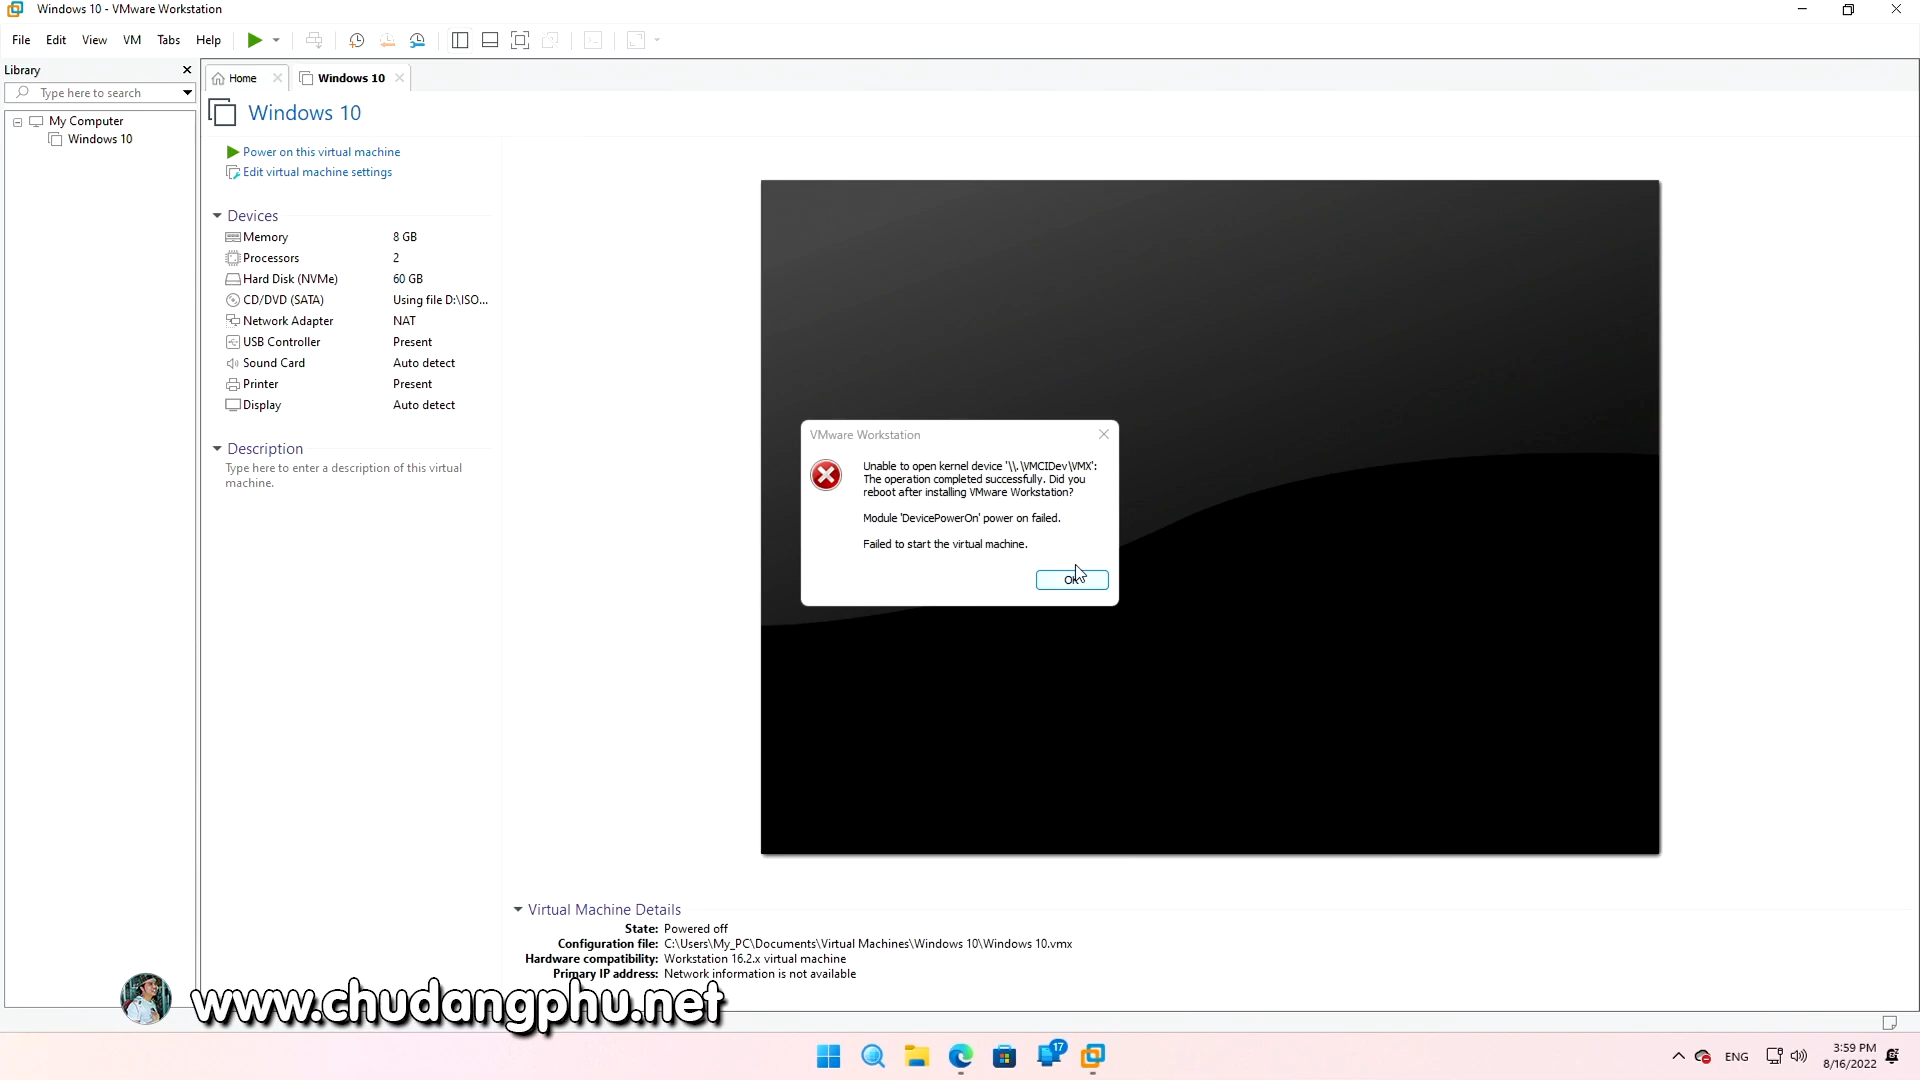 Windows 10 - VMware Workstation
File Edit View VM Tabs Help
Library
Type here to search
My Computer
Windows 10
Home
Windows 10
Windows 10
Power on this virtual machine
Edit virtual machine settings
Devices
Memory 8 GB
Processors 2
Hard Disk (NVMe) 60 GB
CD/DVD (SATA) Using file D:\ISO...
Network Adapter NAT
USB Controller Present
Sound Card Auto detect
Printer Present
Display Auto detect
Description
Type here to enter a description of this virtual
machine.
VMware Workstation
Unable to open kernel device '\\.\VMCIDev\VMX':
The operation completed successfully. Did you
reboot after installing VMware Workstation?
Module 'DevicePowerOn' power on failed.
Failed to start the virtual machine.
OK
Virtual Machine Details
State: Powered off
Configuration file: C:\Users\My_PC\Documents\Virtual Machines\Windows 10\Windows 10.vmx
Hardware compatibility: Workstation 16.2.x virtual machine
Primary IP address: Network information is not available
www.chudangphu.net
17
ENG
3:59 PM
8/16/2022